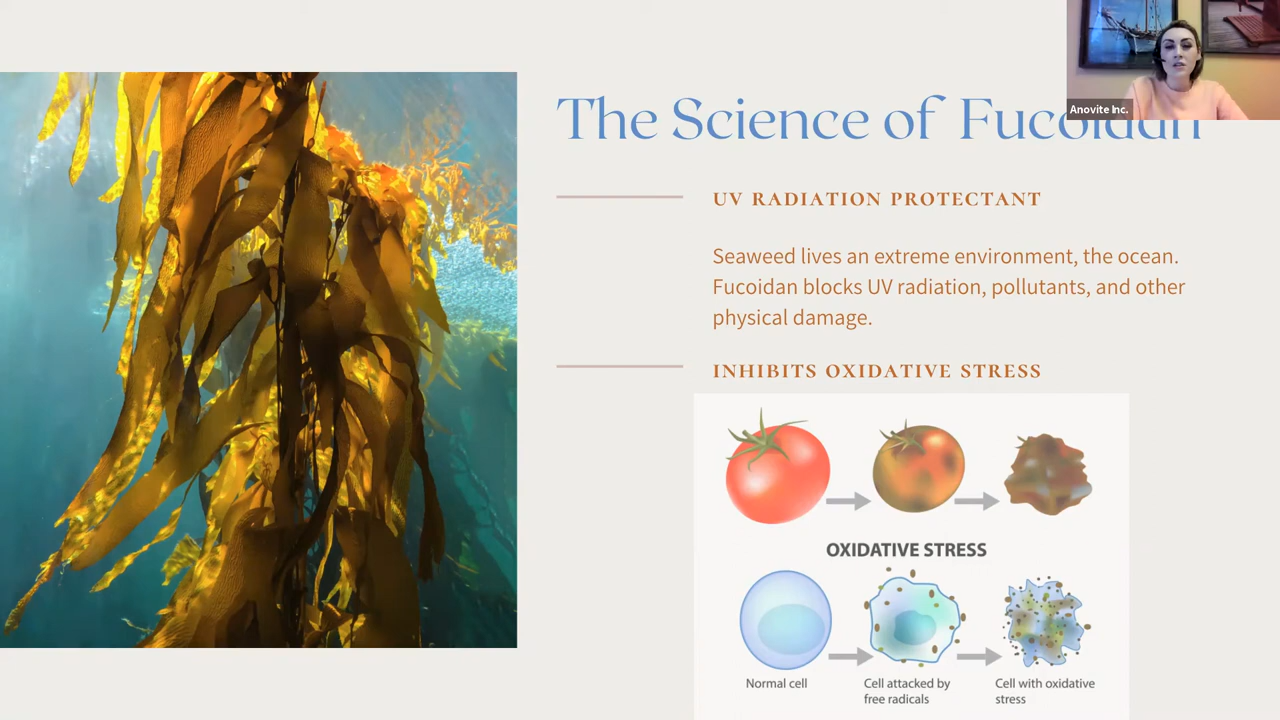 Anovite Inc.
The Science of Fucoidan
UV RADIATION PROTECTANT
Seaweed lives an extreme environment, the ocean.
Fucoidan blocks UV radiation, pollutants, and other
physical damage.
INHIBITS OXIDATIVE STRESS
OXIDATIVE STRESS
Normal cell
Cell attacked by
free radicals
Cell with oxidative
stress